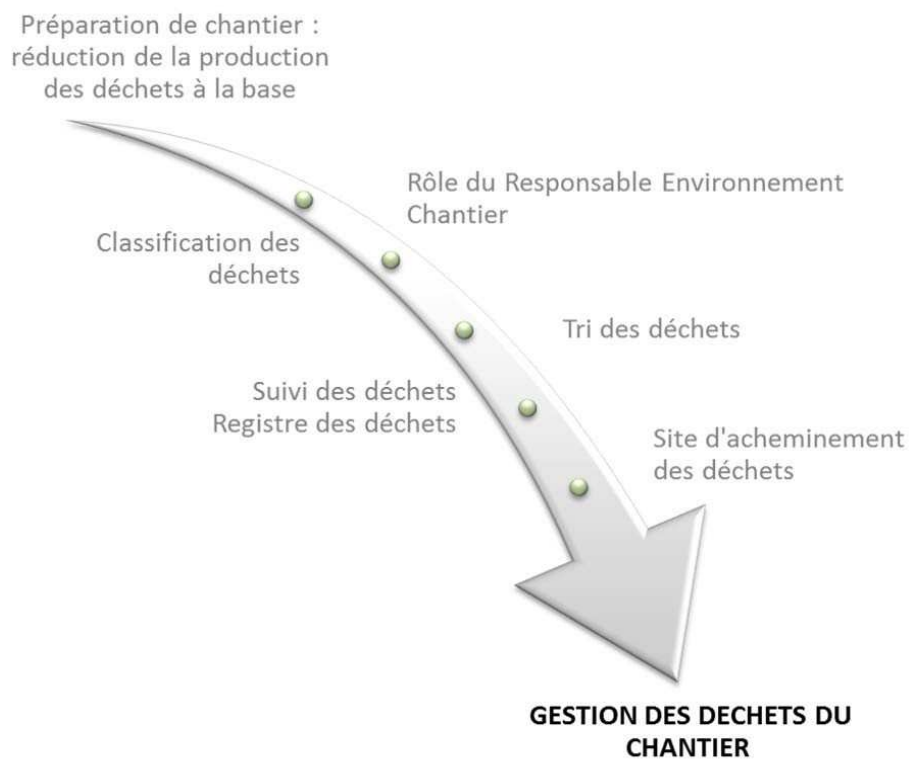 Préparation de chantier :
réduction de la production
des déchets à la base
Classification des
déchets
Rôle du Responsable Environnement
Chantier
Tri des déchets
Suivi des déchets
Registre des déchets
Site d'acheminement
des déchets
GESTION DES DECHETS DU
CHANTIER